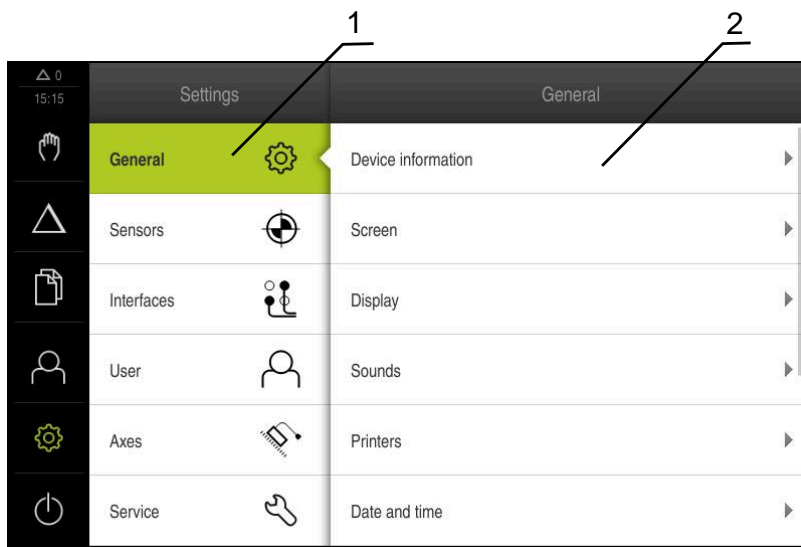 1
2
0
15:15
Settings
General
General
Device information
Sensors
Screen
Interfaces
Display
User
Sounds
Axes
Printers
Service
Date and time